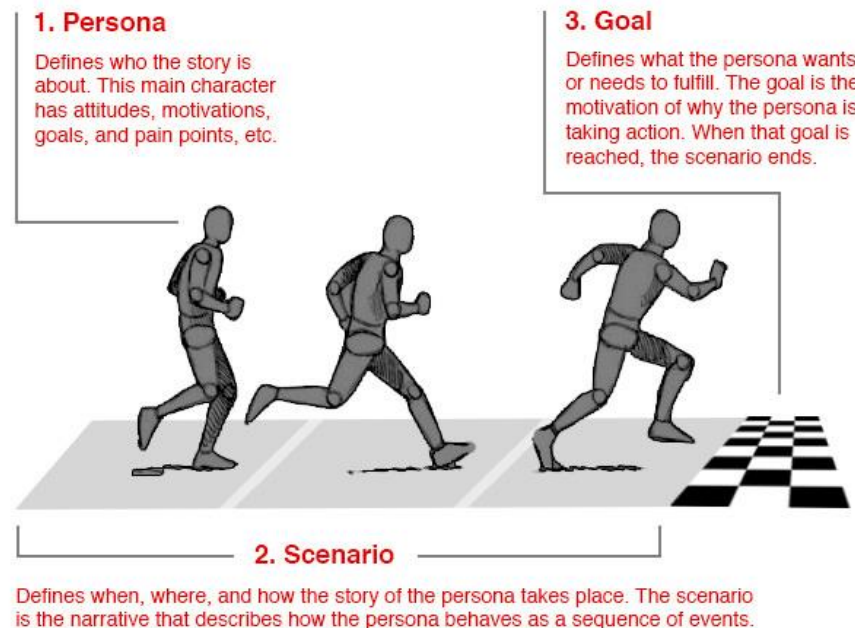 1. Persona
Defines who the story is
about. This main character
has attitudes, motivations,
goals, and pain points, etc.
3. Goal
Defines what the persona wants
or needs to fulfill. The goal is the
motivation of why the persona is
taking action. When that goal is
reached, the scenario ends.
2. Scenario
Defines when, where, and how the story of the persona takes place. The scenario
is the narrative that describes how the persona behaves as a sequence of events.